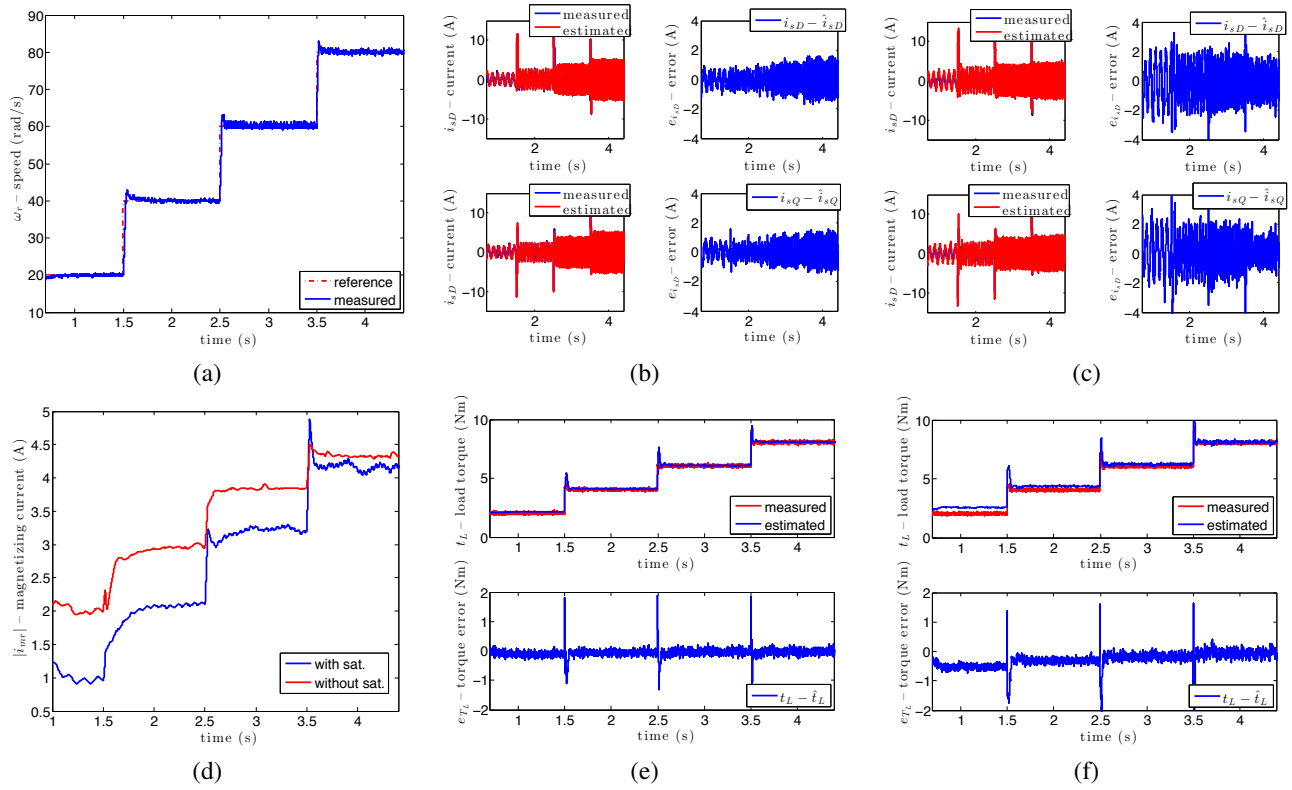 90
80
70
60
50
40
30
20
10
1
1.5
2
2.5
3
3.5
4
ω_r − speed (rad/s)
time (s)
reference
measured
(a)
10
0
−10
2
4
i_sD − current (A)
time (s)
measured
estimated
4
2
0
−2
−4
2
4
e_i_sD − error (A)
time (s)
i_sD − î_sD
10
0
−10
2
4
i_sD − current (A)
time (s)
measured
estimated
4
2
0
−2
−4
2
4
e_i_sD − error (A)
time (s)
i_sQ − î_sQ
(b)
10
0
−10
2
4
i_sD − current (A)
time (s)
measured
estimated
4
2
0
−2
−4
2
4
e_i_sD − error (A)
time (s)
i_sD − î_sD
10
0
−10
2
4
i_sD − current (A)
time (s)
measured
estimated
4
2
0
−2
−4
2
4
e_i_sD − error (A)
time (s)
i_sQ − î_sQ
(c)
5
4.5
4
3.5
3
2.5
2
1.5
1
0.5
1
1.5
2
2.5
3
3.5
4
|i_mr| − magnetizing current (A)
time (s)
with sat.
without sat.
(d)
10
5
0
1
1.5
2
2.5
3
3.5
4
t_L − load torque (Nm)
time (s)
measured
estimated
2
1
0
−1
−2
1
1.5
2
2.5
3
3.5
4
e_T_L − torque error (Nm)
time (s)
t_L − t̂_L
(e)
10
5
0
1
1.5
2
2.5
3
3.5
4
t_L − load torque (Nm)
time (s)
measured
estimated
2
1
0
−1
−2
1
1.5
2
2.5
3
3.5
4
e_T_L − torque error (Nm)
time (s)
t_L − t̂_L
(f)